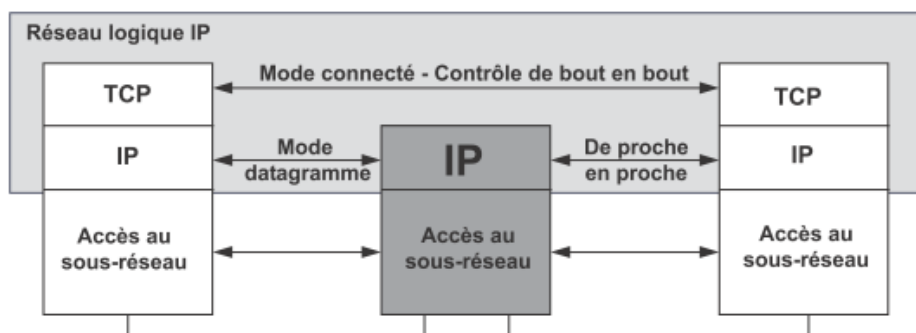 Réseau logique IP
Mode connecté - Contrôle de bout en bout
TCP
TCP
IP
Mode
datagramme
IP
De proche
en proche
IP
Accès au
sous-réseau
Accès au
sous-réseau
Accès au
sous-réseau